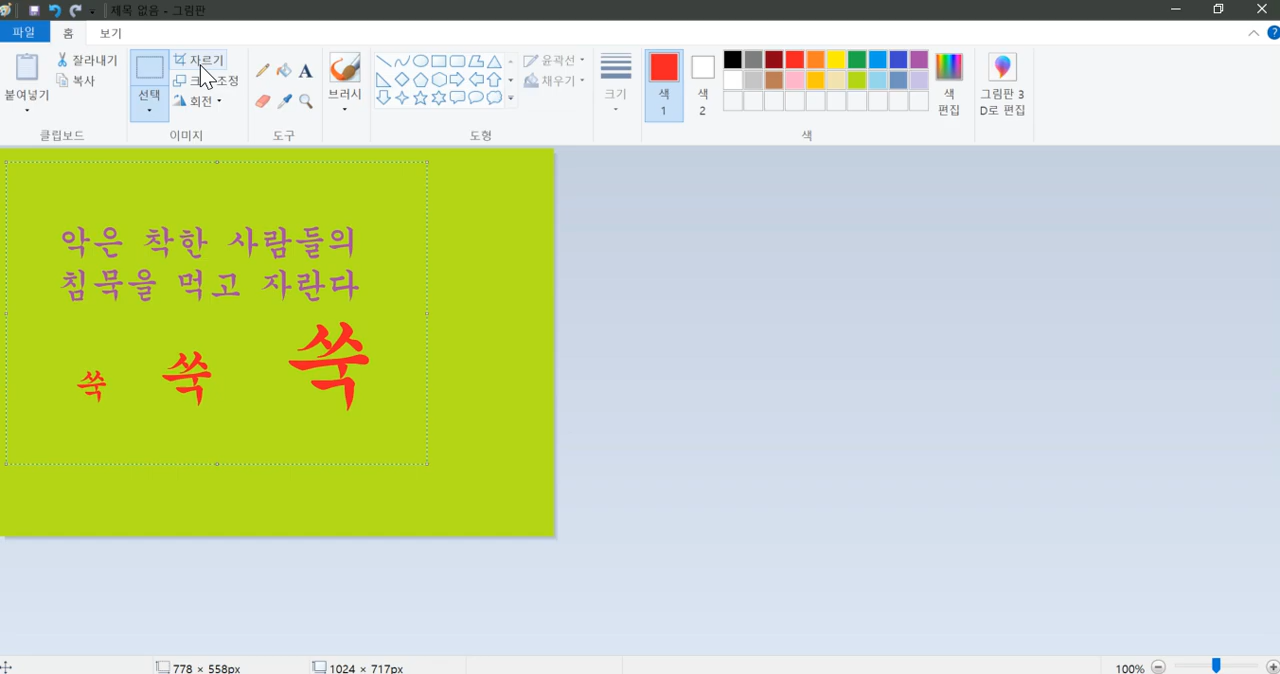 제목 없음 - 그림판
파일 홈 보기
붙여넣기
잘라내기
복사
클립보드
선택
자르기
크 조정
회전
이미지
A
도구
브러시
윤곽선
채우기
도형
크기
색 1
색 2
색 편집
색
그림판 3D로 편집
악은 착한 사람들의
침묵을 먹고 자란다
쑥 쑥 쑥
778 × 558px
1024 × 717px
100%